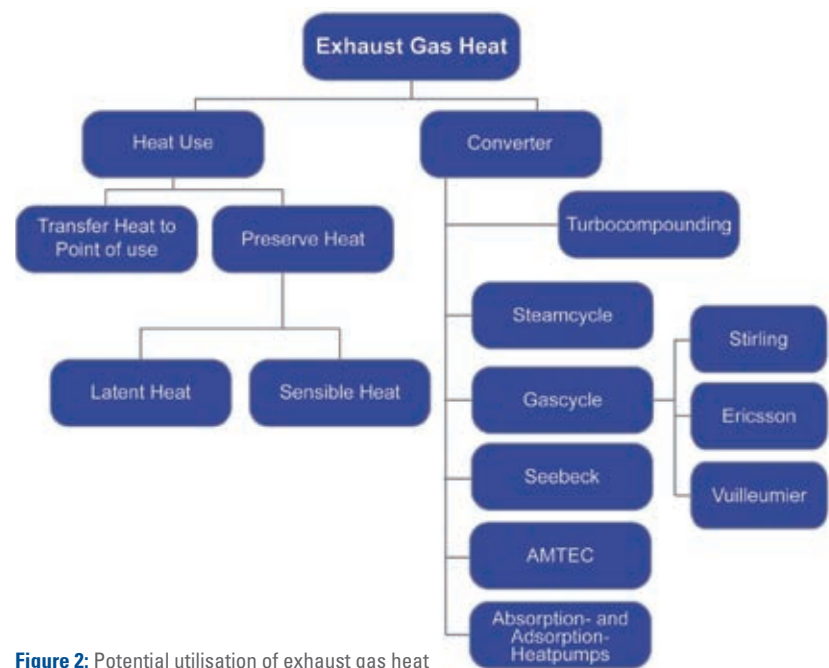 Exhaust Gas Heat
Heat Use
Converter
Transfer Heat to
Point of use
Preserve Heat
Turbocompounding
Latent Heat
Sensible Heat
Steamcycle
Gascycle
Seebeck
AMTEC
Absorption- and
Adsorption-
Heatpumps
Stirling
Ericsson
Vuilleumier
Figure 2: Potential utilisation of exhaust gas heat